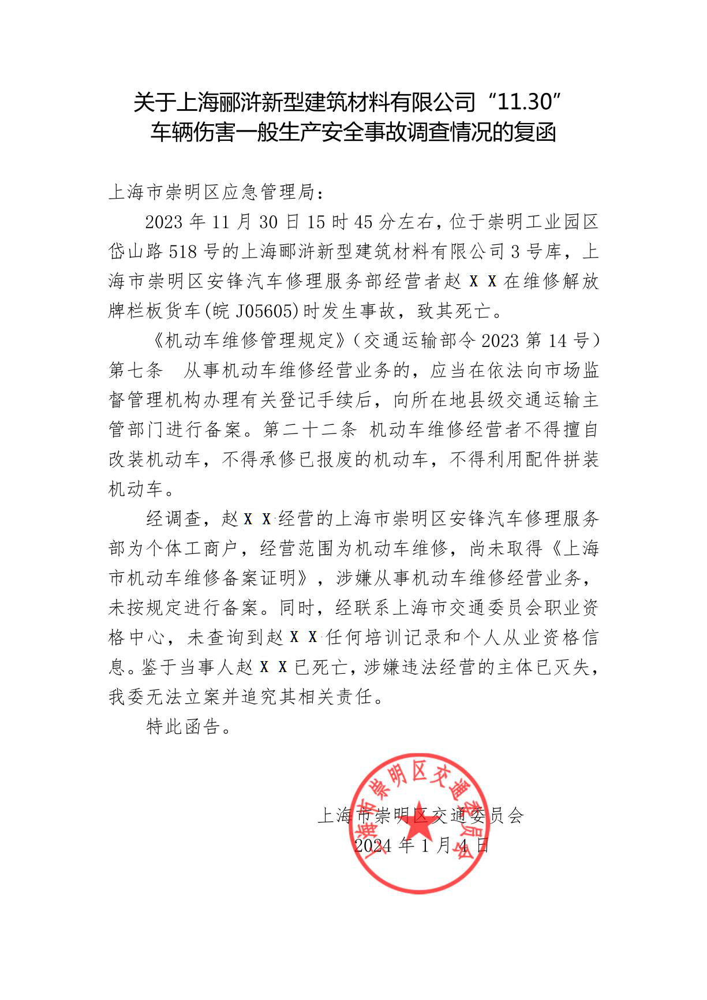 关于上海郦浒新型建筑材料有限公司“11.30”
车辆伤害一般生产安全事故调查情况的复函
上海市崇明区应急管理局：
2023 年 11 月 30 日 15 时 45 分左右，位于崇明工业园区
岱山路 518 号的上海郦浒新型建筑材料有限公司 3 号库，上
海市崇明区安锋汽车修理服务部经营者赵 X X 在维修解放
牌栏板货车(皖 J05605)时发生事故，致其死亡。
《机动车维修管理规定》（交通运输部令 2023 第 14 号）
第七条 从事机动车维修经营业务的，应当在依法向市场监
督管理机构办理有关登记手续后，向所在地县级交通运输主
管部门进行备案。第二十二条 机动车维修经营者不得擅自
改装机动车，不得承修已报废的机动车，不得利用配件拼装
机动车。
经调查，赵 X X 经营的上海市崇明区安锋汽车修理服务
部为个体工商户，经营范围为机动车维修，尚未取得《上海
市机动车维修备案证明》，涉嫌从事机动车维修经营业务，
未按规定进行备案。同时，经联系上海市交通委员会职业资
格中心，未查询到赵 X X 任何培训记录和个人从业资格信
息。鉴于当事人赵 X X 已死亡，涉嫌违法经营的主体已灭失，
我委无法立案并追究其相关责任。
特此函告。
上海市崇明区交通委员会
上海市崇明区交通委员会
2024 年 1 月 4 日